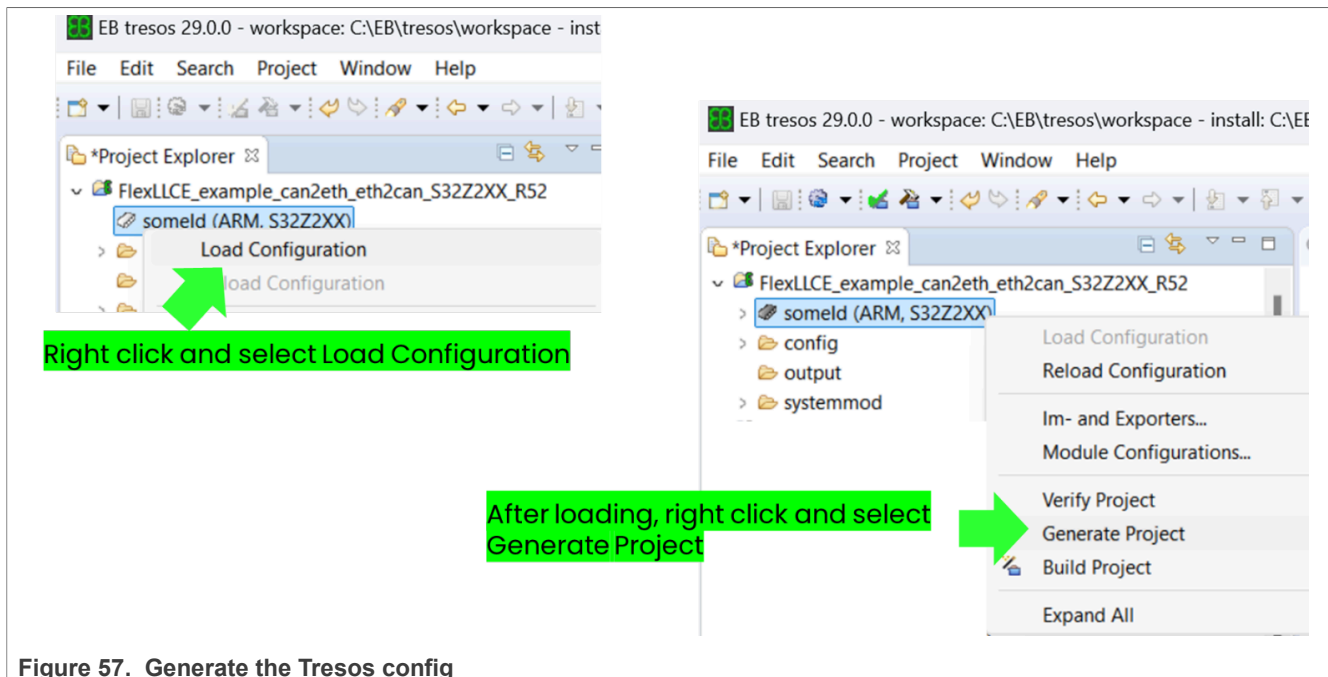 EB tresos 29.0.0 - workspace: C:\EB\tresos\workspace - inst
File Edit Search Project Window Help
*Project Explorer
FlexLLCE_example_can2eth_eth2can_S32Z2XX_R52
someId (ARM, S32Z2XX)
Load Configuration
load Configuration
Right click and select Load Configuration
EB tresos 29.0.0 - workspace: C:\EB\tresos\workspace - install: C:\EB
File Edit Search Project Window Help
*Project Explorer
FlexLLCE_example_can2eth_eth2can_S32Z2XX_R52
someId (ARM, S32Z2XX)
config
output
systemmod
Load Configuration
Reload Configuration
Im- and Exporters...
Module Configurations...
Verify Project
Generate Project
Build Project
Expand All
After loading, right click and select
Generate Project
Figure 57. Generate the Tresos config